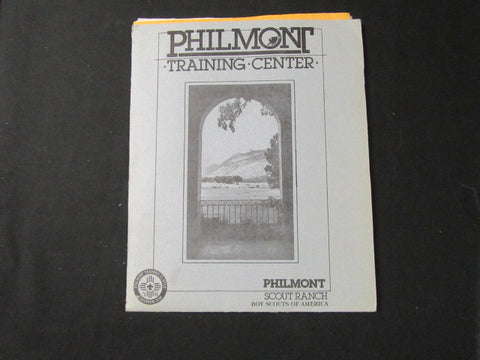 PHILMONT
·TRAINING·CENTER·
PHILMONT
SCOUT RANCH
BOY SCOUTS OF AMERICA